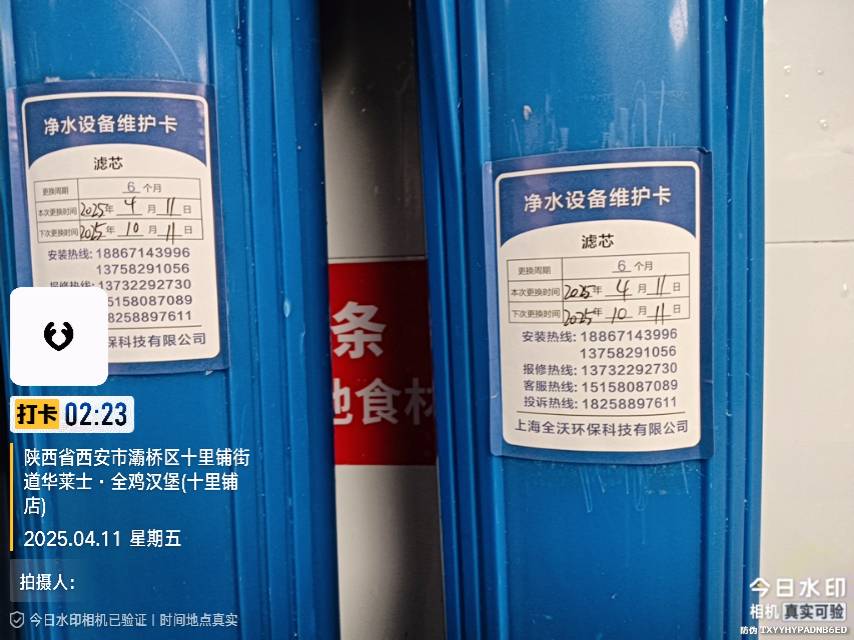 净水设备维护卡
滤芯
更换周期 6 个月
本次更换时间 2025年 4 月 11 日
下次更换时间 2025年 10 月 11 日
安装热线: 18867143996
13758291056
报修热线: 13732292730
15158087089
18258897611
保科技有限公司
条
地食材
净水设备维护卡
滤芯
更换周期 6 个月
本次更换时间 2025年 4 月 11 日
下次更换时间 2025年 10 月 11 日
安装热线: 18867143996
13758291056
报修热线: 13732292730
客服热线: 15158087089
投诉热线: 18258897611
上海全沃环保科技有限公司
打卡 02:23
陕西省西安市灞桥区十里铺街
道华莱士·全鸡汉堡(十里铺
店)
2025.04.11 星期五
拍摄人:
今日水印相机已验证 | 时间地点真实
今日水印
相机 真实可验
防伪 TXYYHYPADNB6ED